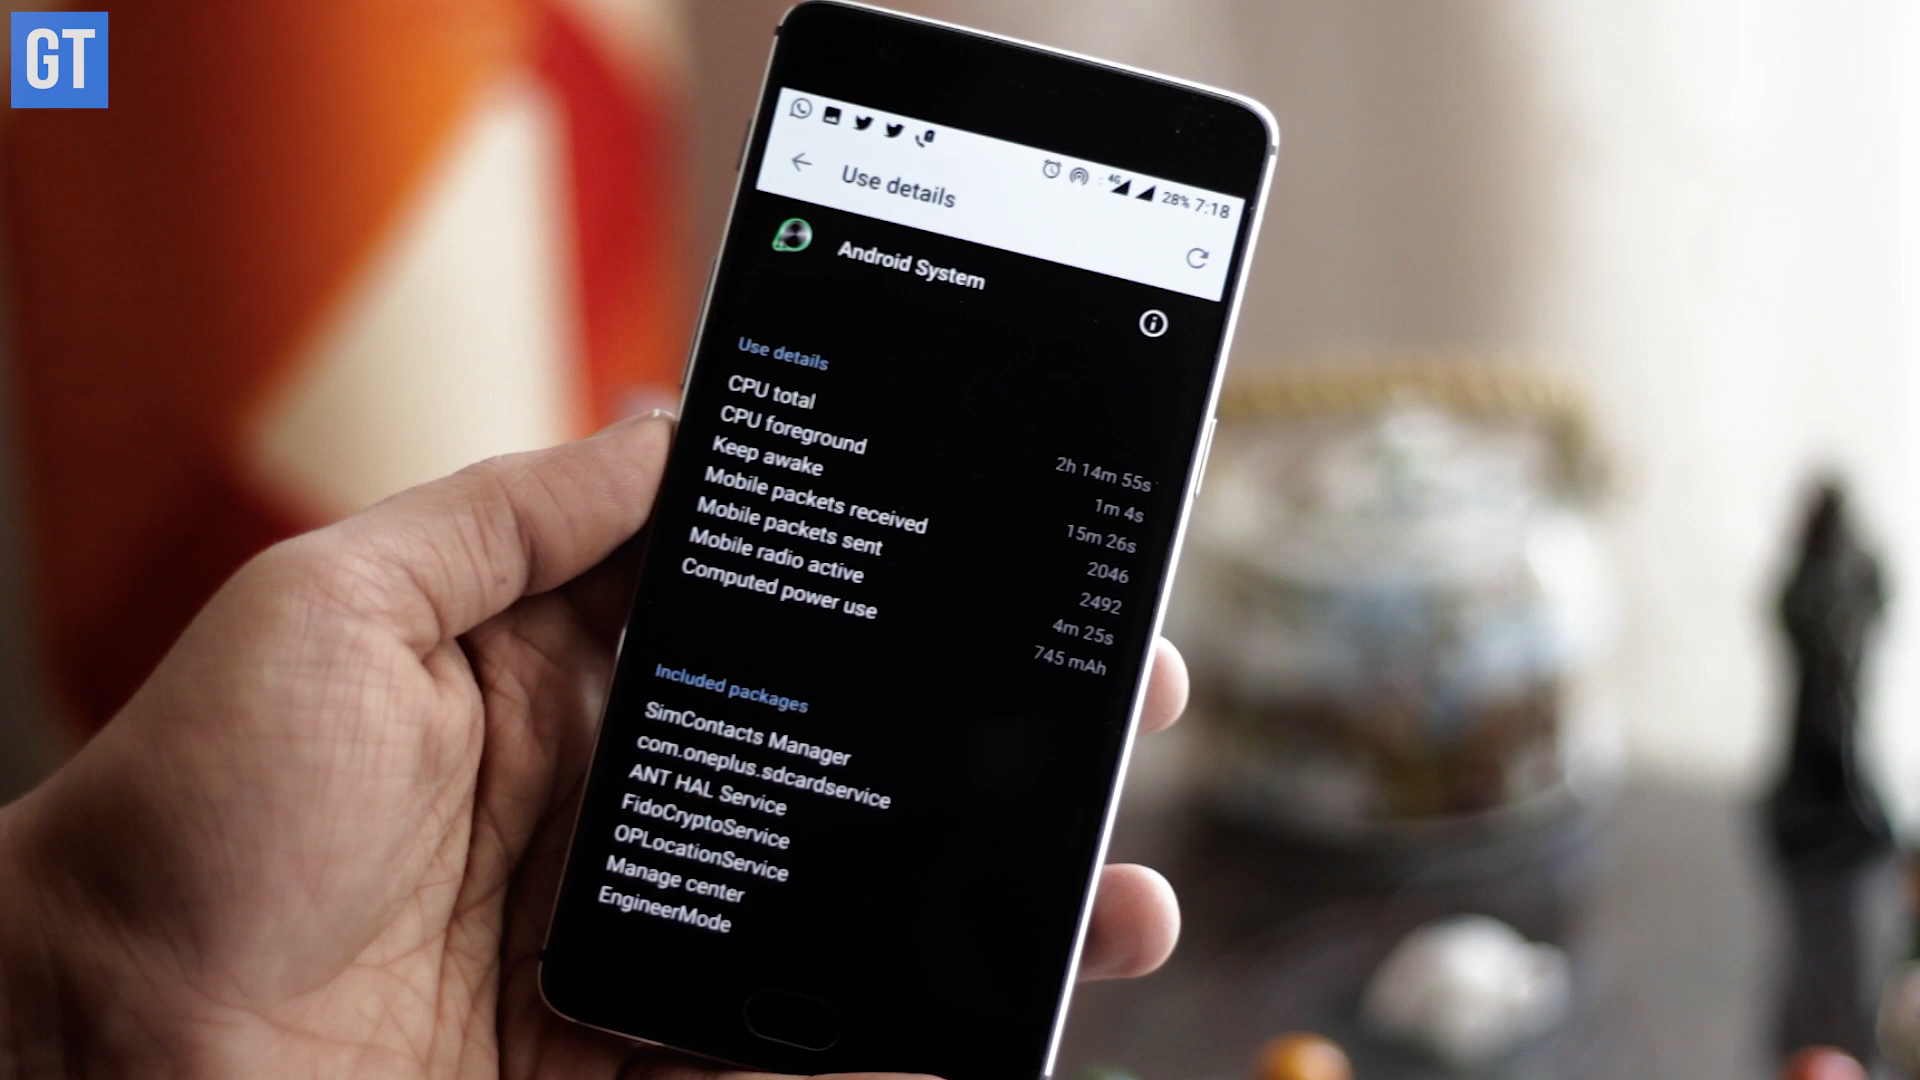 GT
4G 28% 7:18
Use details
Android System
Use details
CPU total 2h 14m 55s
CPU foreground 1m 4s
Keep awake 15m 26s
Mobile packets received 2046
Mobile packets sent 2492
Mobile radio active 4m 25s
Computed power use 745 mAh
Included packages
SimContacts Manager
com.oneplus.sdcardservice
ANT HAL Service
FidoCryptoService
OPLocationService
Manage center
EngineerMode